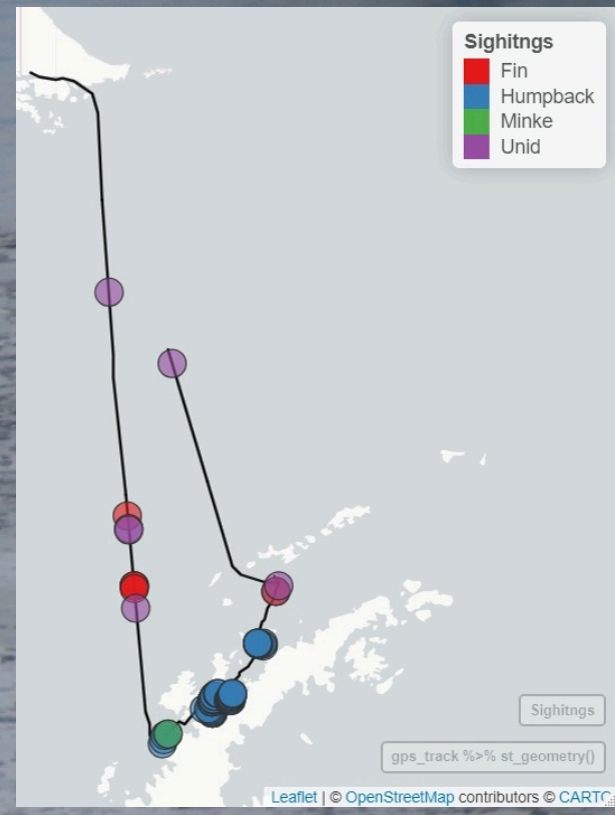 Sighitngs
Fin
Humpback
Minke
Unid
Sighitngs
gps_track %>% st_geometry()
Leaflet | © OpenStreetMap contributors © CARTO